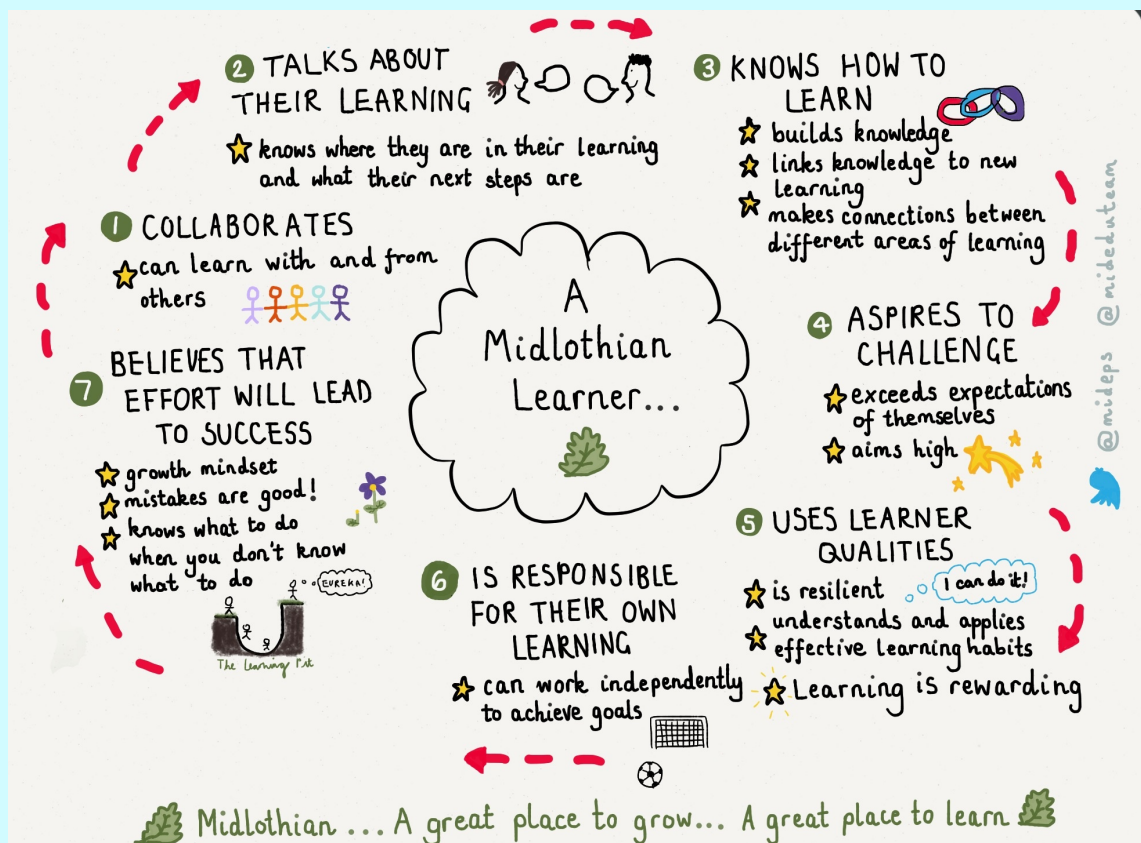 A
Midlothian
Learner...
1 COLLABORATES
can learn with and from
others
2 TALKS ABOUT
THEIR LEARNING
knows where they are in their learning
and what their next steps are
3 KNOWS HOW TO
LEARN
builds knowledge
links knowledge to new
learning
makes connections between
different areas of learning
4 ASPIRES TO
CHALLENGE
exceeds expectations
of themselves
aims high
5 USES LEARNER
QUALITIES
is resilient
I can do it!
understands and applies
effective learning habits
Learning is rewarding
6 IS RESPONSIBLE
FOR THEIR OWN
LEARNING
can work independently
to achieve goals
7 BELIEVES THAT
EFFORT WILL LEAD
TO SUCCESS
growth mindset
mistakes are good!
knows what to do
when you don't know
what to do
EUREKA!
The Learning Pit
@mideps @mideduteam
Midlothian ... A great place to grow... A great place to learn